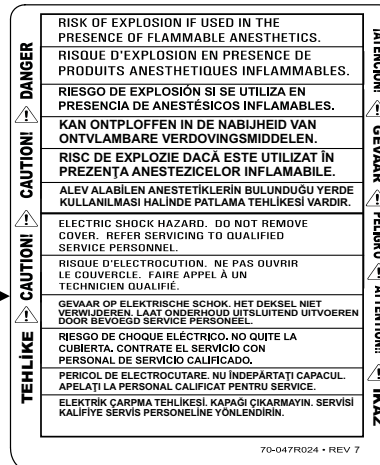 RISK OF EXPLOSION IF USED IN THE
PRESENCE OF FLAMMABLE ANESTHETICS.
RISQUE D'EXPLOSION EN PRESENCE DE
PRODUITS ANESTHETIQUES INFLAMMABLES.
RIESGO DE EXPLOSIÓN SI SE UTILIZA EN
PRESENCIA DE ANESTÉSICOS INFLAMABLES.
KAN ONTPLOFFEN IN DE NABIJHEID VAN
ONTVLAMBARE VERDOVINGSMIDDELEN.
RISC DE EXPLOZIE DACĂ ESTE UTILIZAT ÎN
PREZENŢA ANESTEZICELOR INFLAMABILE.
ALEV ALABİLEN ANESTETİKLERİN BULUNDUĞU YERDE
KULLANILMASI HALİNDE PATLAMA TEHLİKESİ VARDIR.
ELECTRIC SHOCK HAZARD. DO NOT REMOVE
COVER. REFER SERVICING TO QUALIFIED
SERVICE PERSONNEL.
RISQUE D'ELECTROCUTION. NE PAS OUVRIR
LE COUVERCLE. FAIRE APPEL À UN
TECHNICIEN QUALIFIÉ.
GEVAAR OP ELEKTRISCHE SCHOK. HET DEKSEL NIET
VERWIJDEREN. LAAT ONDERHOUD UITSLUITEND UITVOEREN
DOOR BEVOEGD SERVICE PERSONEEL.
RIESGO DE CHOQUE ELÉCTRICO. NO QUITE LA
CUBIERTA. CONTRATE EL SERVICIO CON
PERSONAL DE SERVICIO CALIFICADO.
PERICOL DE ELECTROCUTARE. NU ÎNDEPĂRTAŢI CAPACUL.
APELAŢI LA PERSONAL CALIFICAT PENTRU SERVICE.
ELEKTRİK ÇARPMA TEHLİKESİ. KAPAĞI ÇIKARMAYIN. SERVİSİ
KALİFİYE SERVİS PERSONELİNE YÖNLENDİRİN.
TEHLİKE CAUTION! CAUTION! DANGER
¡ATENCIÓN! GEVAAR PELIGRO ATTENTION! İKAZ
70-047R024 • REV 7